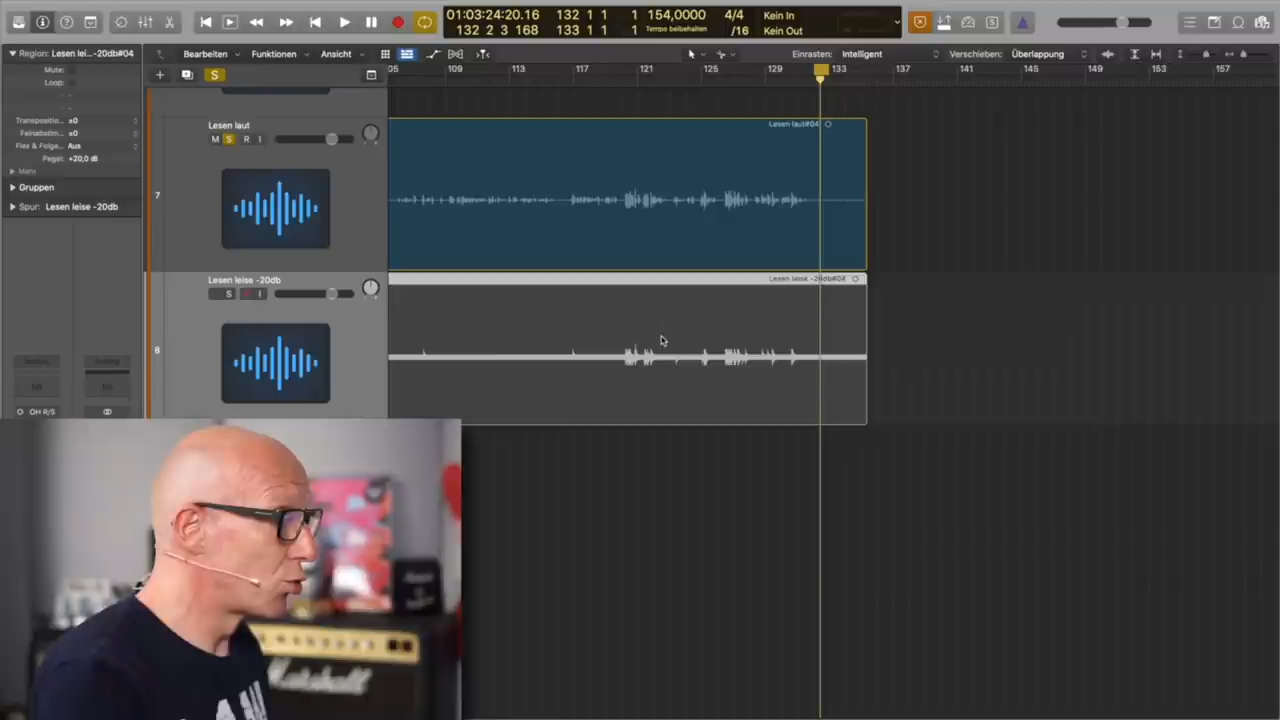 01:03:24:20.16
132 2 3 168
132 1 1 1
133 1 1 1
154,0000
Tempo beibehalten
4/4
/16
Kein In
Kein Out
Region: Lesen lei...-20db#04
Mute:
Loop:
Transpositio... ±0
Feinabstim... ±0
Flex & Folge... Aus
Pegel: +20,0 dB
Mehr
Gruppen
Spur: Lesen leise -20db
Bearbeiten
Funktionen
Ansicht
Einrasten: Intelligent
Verschieben: Überlappung
S
05 109 113 117 121 125 129 133 137 141 145 149 153 157
Lesen laut
M S R I
7
Lesen laut#04
Lesen leise -20db
S I
8
Lesen leise -20db#04
OH R/S
Marshall